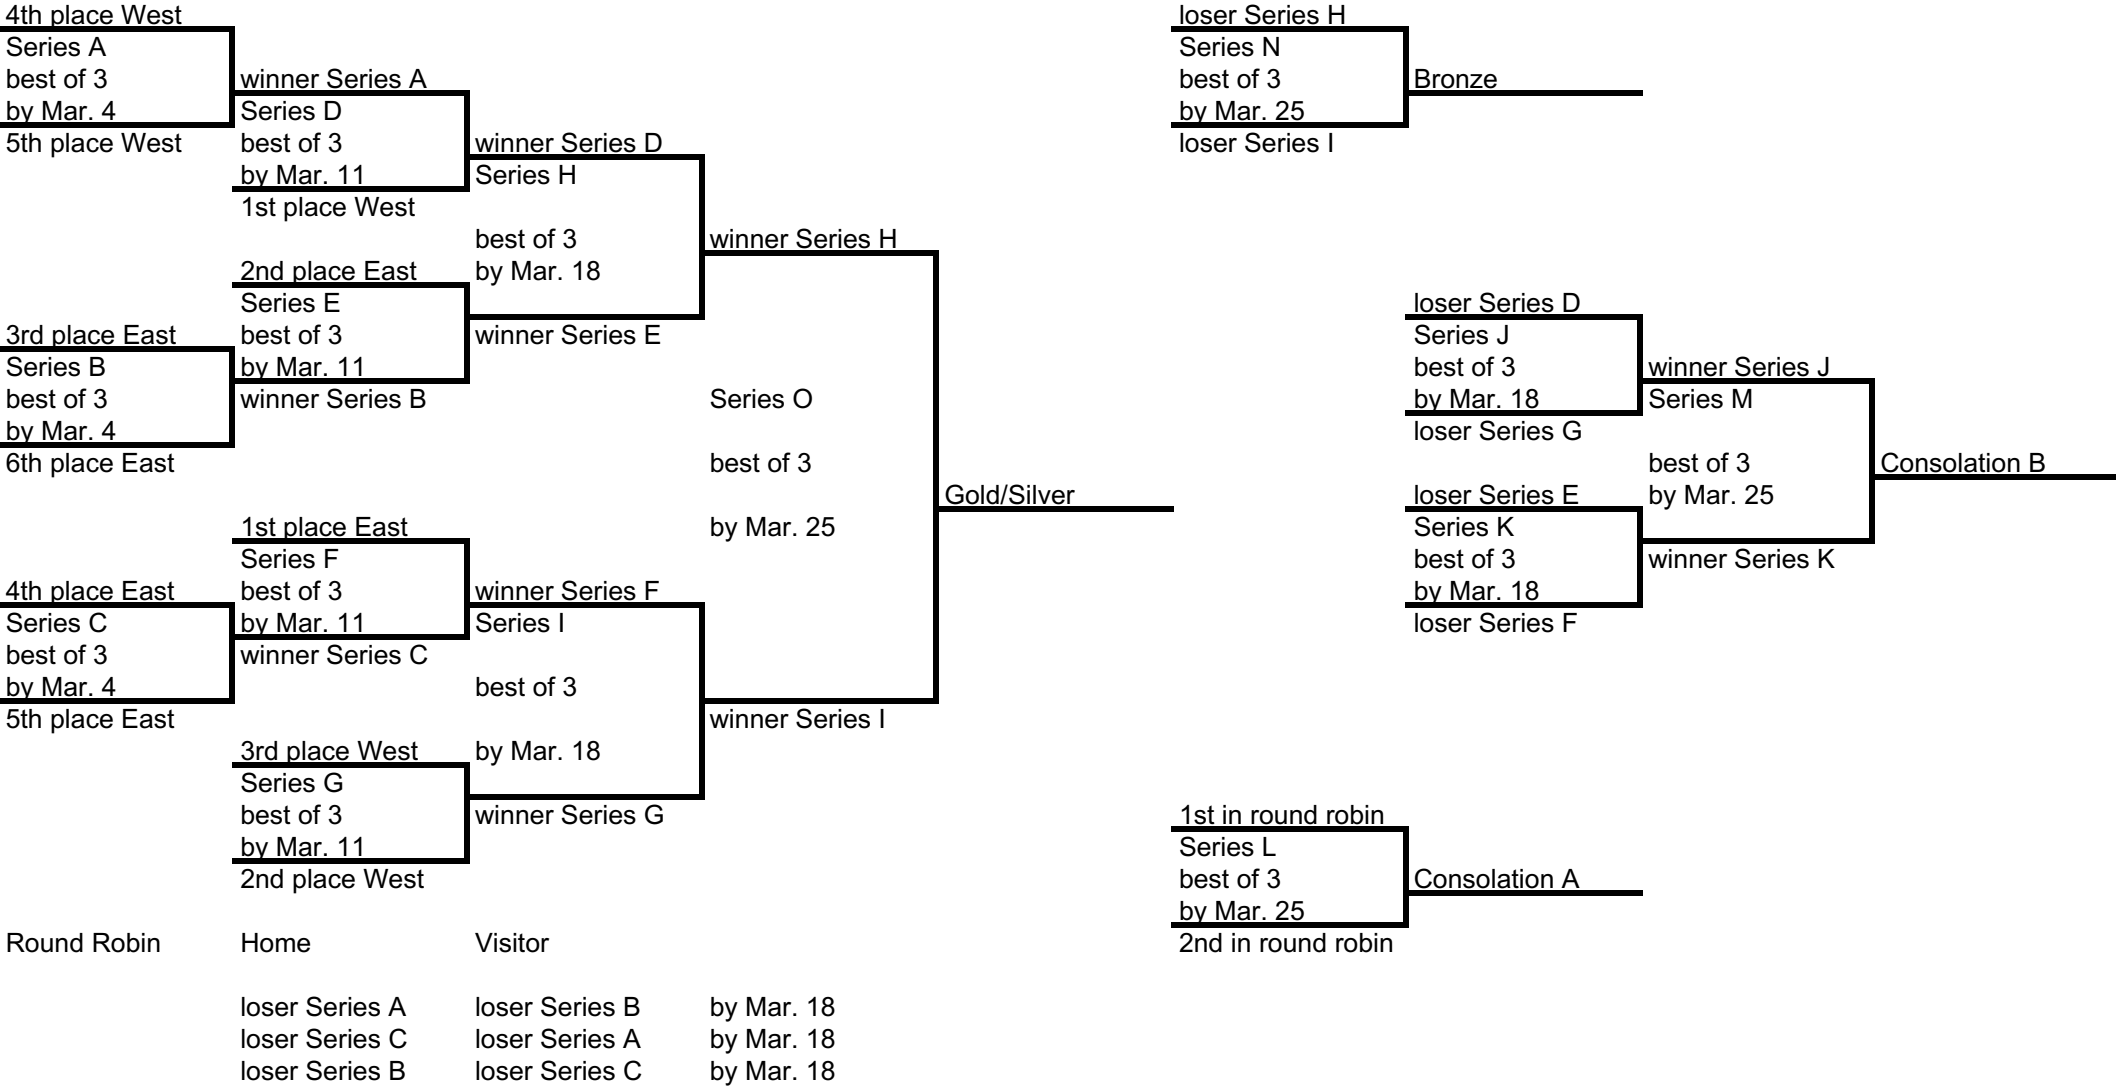 4th place West
Series A
best of 3
by Mar. 4
5th place West
winner Series A
Series D
best of 3
by Mar. 11
1st place West
winner Series D
Series H
best of 3
by Mar. 18
winner Series E
2nd place East
Series E
best of 3
by Mar. 11
winner Series B
3rd place East
Series B
best of 3
by Mar. 4
6th place East
winner Series H
Series O
best of 3
by Mar. 25
winner Series I
Gold/Silver
1st place East
Series F
best of 3
by Mar. 11
winner Series C
4th place East
Series C
best of 3
by Mar. 4
5th place East
winner Series F
Series I
best of 3
by Mar. 18
winner Series G
3rd place West
Series G
best of 3
by Mar. 11
2nd place West
loser Series H
Series N
best of 3
by Mar. 25
loser Series I
Bronze
loser Series D
Series J
best of 3
by Mar. 18
loser Series G
winner Series J
Series M
best of 3
by Mar. 25
winner Series K
Consolation B
loser Series E
Series K
best of 3
by Mar. 18
loser Series F
1st in round robin
Series L
best of 3
by Mar. 25
2nd in round robin
Consolation A
Round Robin Home Visitor
loser Series A loser Series B by Mar. 18
loser Series C loser Series A by Mar. 18
loser Series B loser Series C by Mar. 18